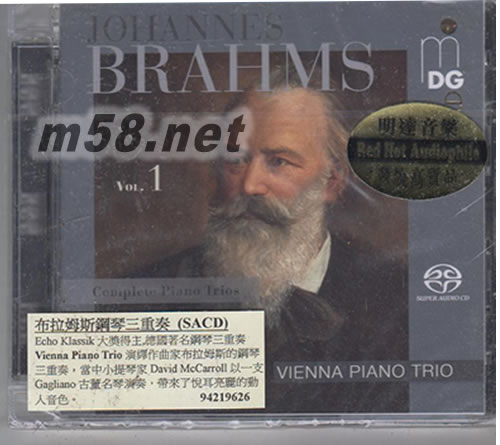 JOHANNES
BRAHMS
mDG
m58.net
明達音樂
Red Hot Audiophile
VOL. 1
Complete Piano Trios
SUPER AUDIO CD
布拉姆斯鋼琴三重奏 (SACD)
Echo Klassik 大獎得主,德國著名鋼琴三重奏
Vienna Piano Trio 演繹作曲家布拉姆斯的鋼琴
三重奏，當中小提琴家 David McCarroll 以一支
Gagliano 古董名琴演奏，帶來了悅耳亮麗的動
人音色。 94219626
VIENNA PIANO TRIO